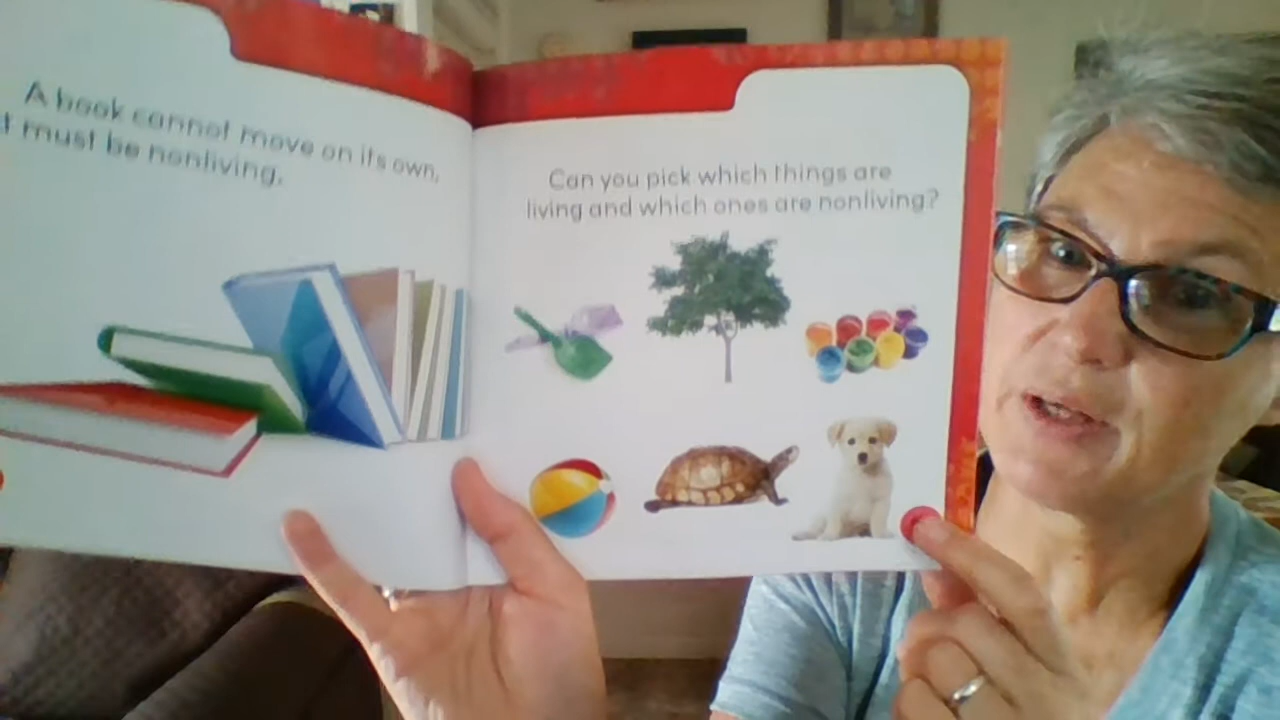 A book cannot move on its own,
must be nonliving.
Can you pick which things are
living and which ones are nonliving?